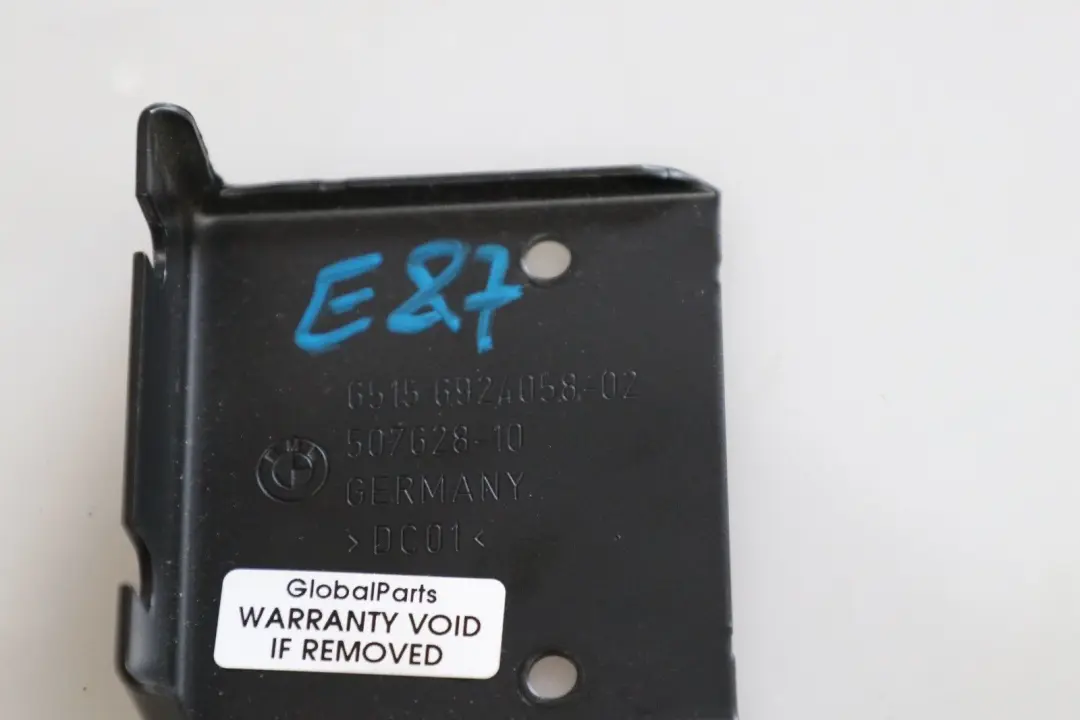 E87
6515 6924058-02
507628-10
GERMANY
>DC01<
GlobalParts
WARRANTY VOID
IF REMOVED